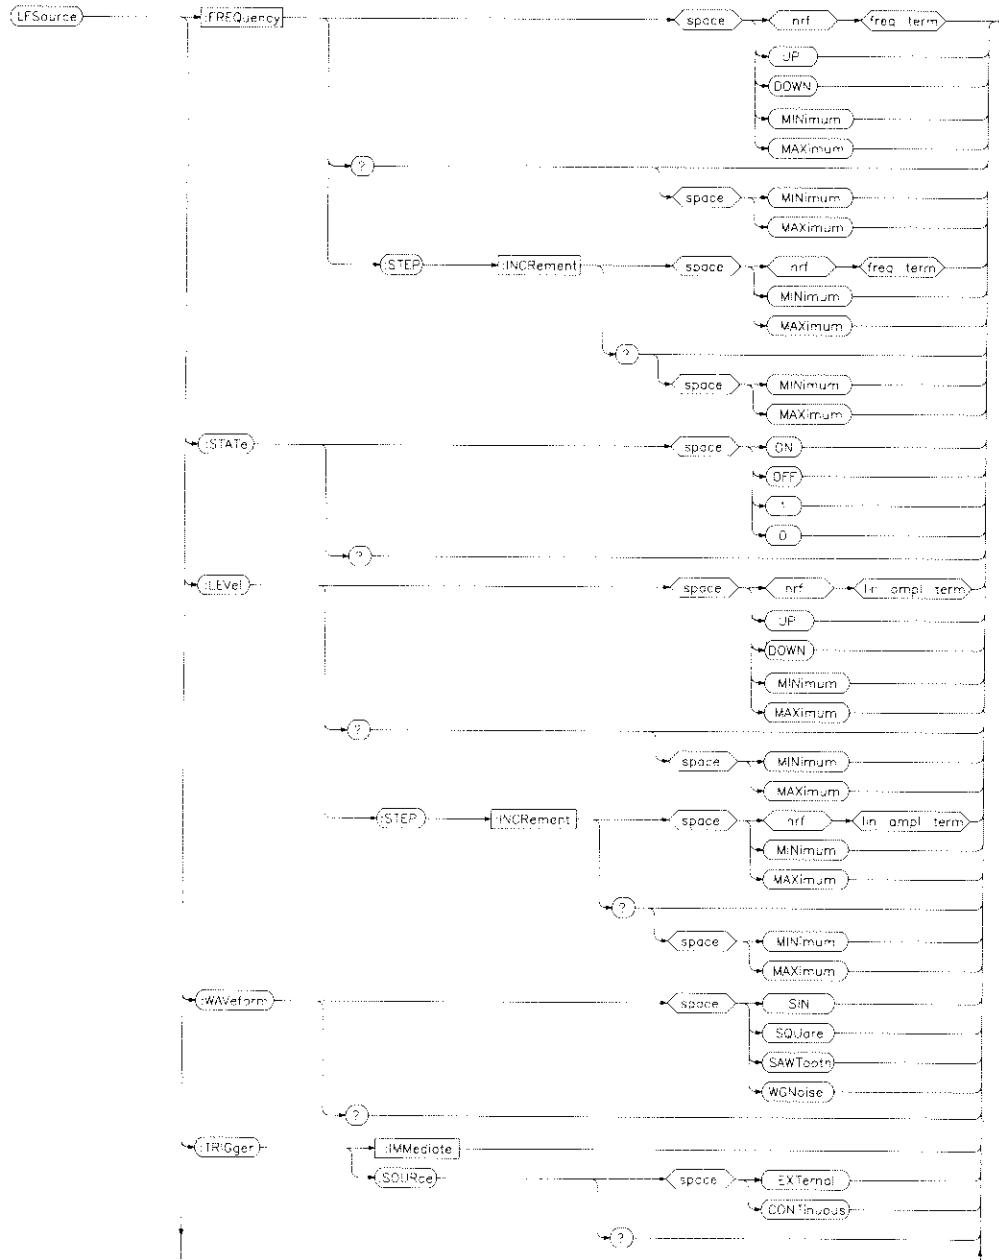 LFSource :FREQuency space nrf freq term
UP
DOWN
MINimum
MAXimum
?
space MINimum
MAXimum
:STEP :INCRement space nrf freq term
MINimum
MAXimum
?
space MINimum
MAXimum
:STATe space ON
OFF
1
0
?
:LEVel space nrf lin ampl term
UP
DOWN
MINimum
MAXimum
?
space MINimum
MAXimum
:STEP :INCRement space nrf lin ampl term
MINimum
MAXimum
?
space MINimum
MAXimum
:WAVeform space SIN
SQUare
SAWTooth
WGNoise
?
:TRIGger :IMMediate
:SOURce space EXTernal
CONTinuous
?